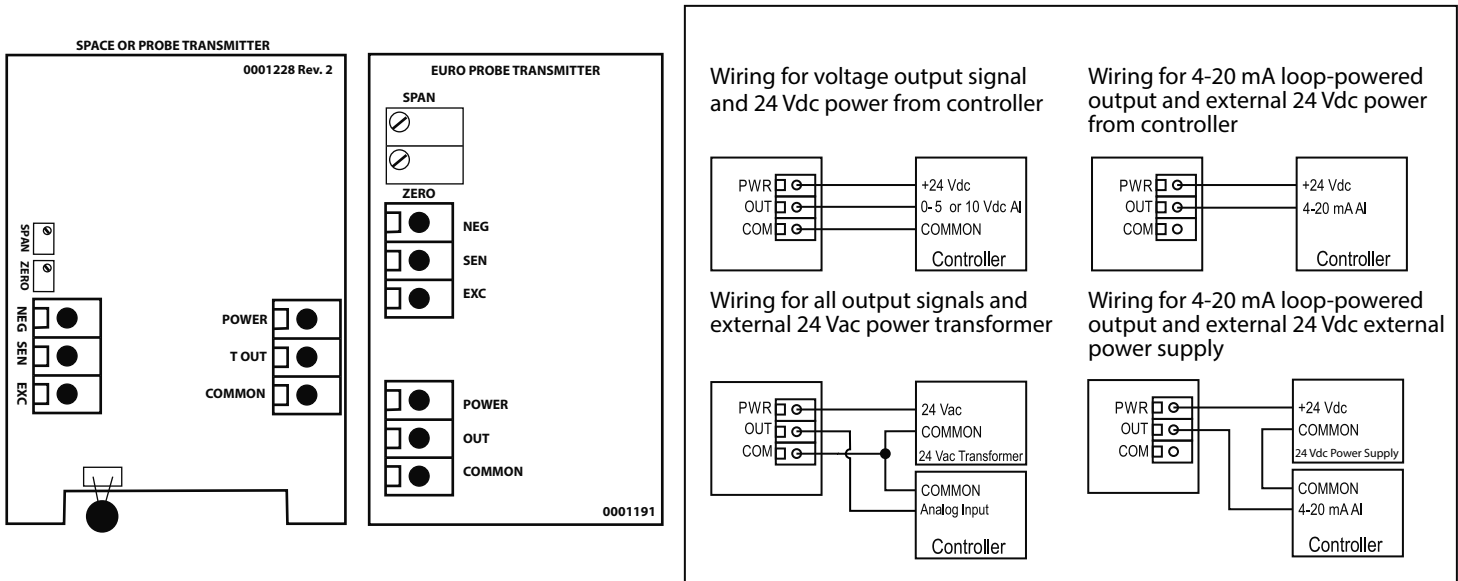 SPACE OR PROBE TRANSMITTER
0001228 Rev. 2
SPAN
ZERO
NEG
SEN
EXC
POWER
T OUT
COMMON
EURO PROBE TRANSMITTER
SPAN
ZERO
NEG
SEN
EXC
POWER
OUT
COMMON
0001191
Wiring for voltage output signal
and 24 Vdc power from controller
PWR
OUT
COM
+24 Vdc
0- 5 or 10 Vdc AI
COMMON
Controller
Wiring for 4-20 mA loop-powered
output and external 24 Vdc power
from controller
PWR
OUT
COM
+24 Vdc
4-20 mA AI
Controller
Wiring for all output signals and
external 24 Vac power transformer
PWR
OUT
COM
24 Vac
COMMON
24 Vac Transformer
COMMON
Analog Input
Controller
Wiring for 4-20 mA loop-powered
output and external 24 Vdc external
power supply
PWR
OUT
COM
+24 Vdc
COMMON
24 Vdc Power Supply
COMMON
4-20 mA AI
Controller